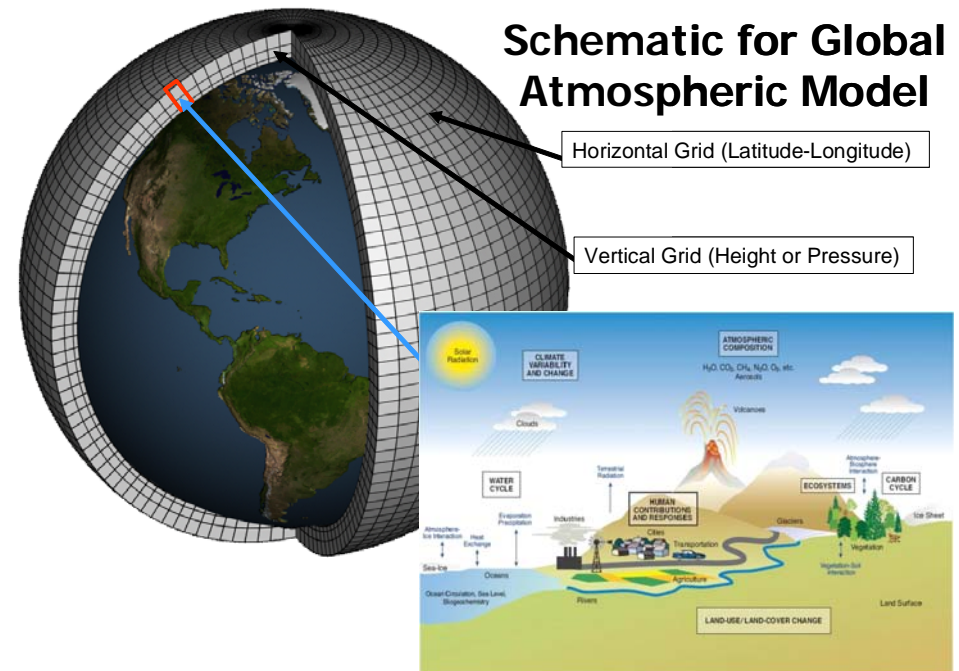 Schematic for Global
Atmospheric Model
Horizontal Grid (Latitude-Longitude)
Vertical Grid (Height or Pressure)
Solar
Radiation
CLIMATE
VARIABILITY
AND CHANGE
ATMOSPHERIC
COMPOSITION
H₂O, CO₂, CH₄, N₂O, O₃, etc.
Aerosols
Volcanoes
Clouds
WATER
CYCLE
Terrestrial
Radiation
Atmosphere-
Biosphere
Interaction
ECOSYSTEMS
CARBON
CYCLE
HUMAN
CONTRIBUTIONS
AND RESPONSES
Evaporation
Precipitation
Industries
Cities
Glaciers
Ice Sheet
Atmosphere-
Ice Interaction
Heat
Exchange
Transportation
Vegetation
Sea-Ice
Oceans
Vegetation-Soil
Interaction
Agriculture
Ocean-Circulation, Sea Level,
Biogeochemistry
Rivers
Land Surface
LAND-USE/LAND-COVER CHANGE